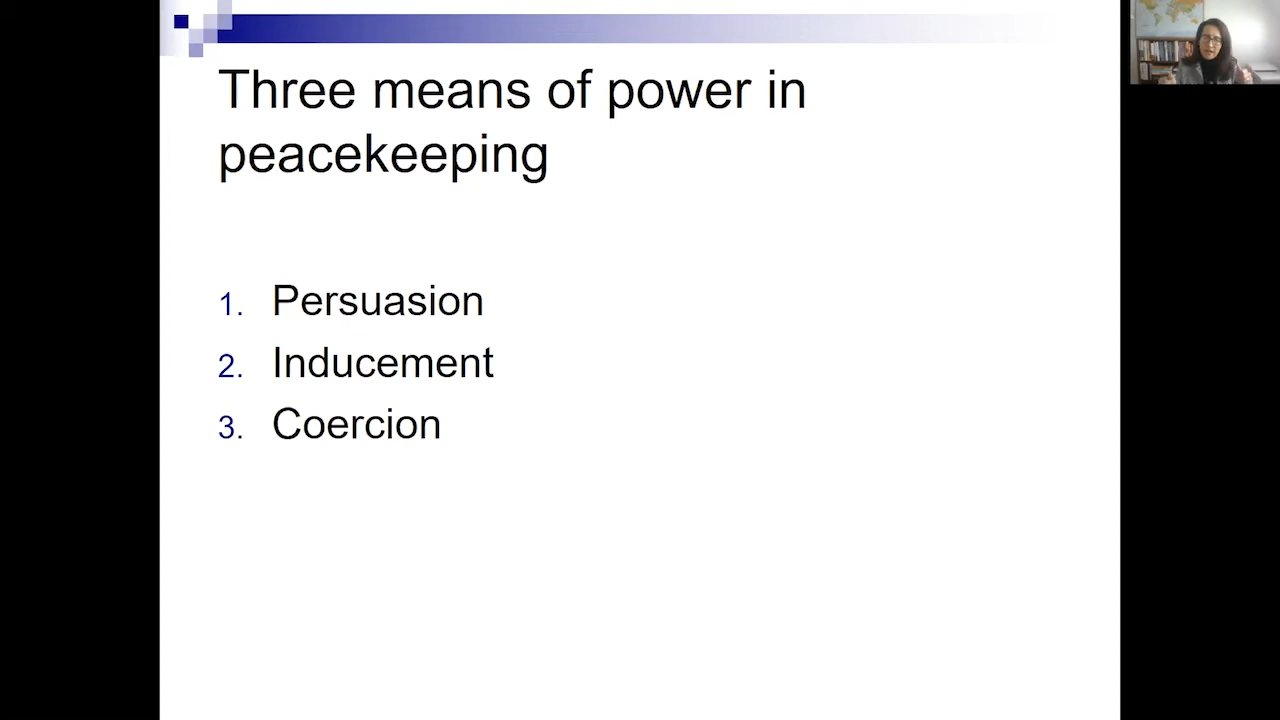 Three means of power in
peacekeeping
1. Persuasion
2. Inducement
3. Coercion